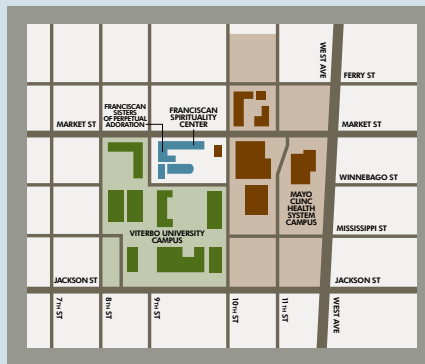 WEST AVE
FERRY ST
FRANCISCAN
SISTERS
OF PERPETUAL
ADORATION
FRANCISCAN
SPIRITUALITY
CENTER
MARKET ST
MARKET ST
WINNEBAGO ST
MAYO
CLINC
HEALTH
SYSTEM
CAMPUS
MISSISSIPPI ST
VITERBO UNIVERSITY
CAMPUS
JACKSON ST
JACKSON ST
7TH ST
8TH ST
9TH ST
10TH ST
11TH ST
WEST AVE